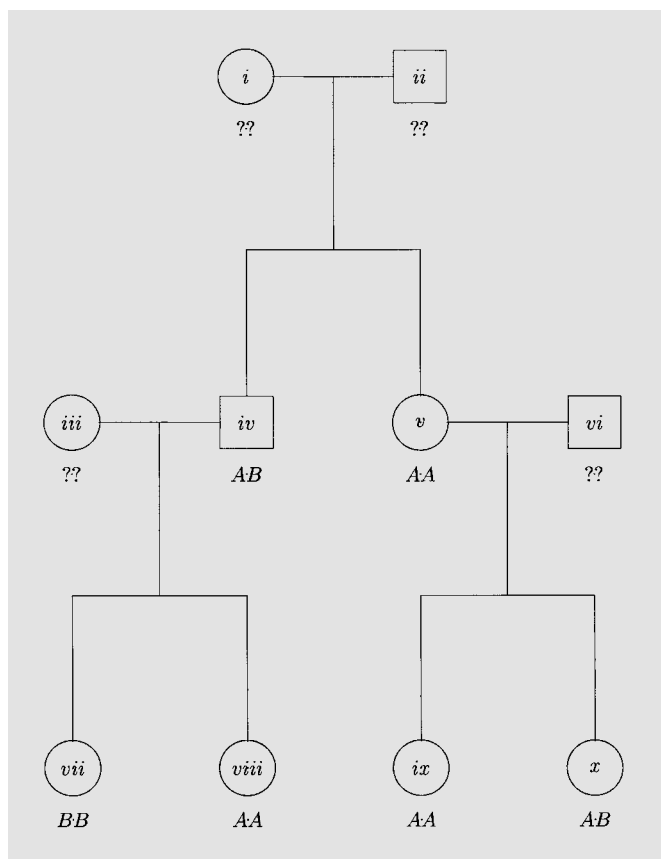 i ii
?? ??
iii iv v vi
?? A·B A·A ??
vii viii ix x
B·B A·A A·A A·B